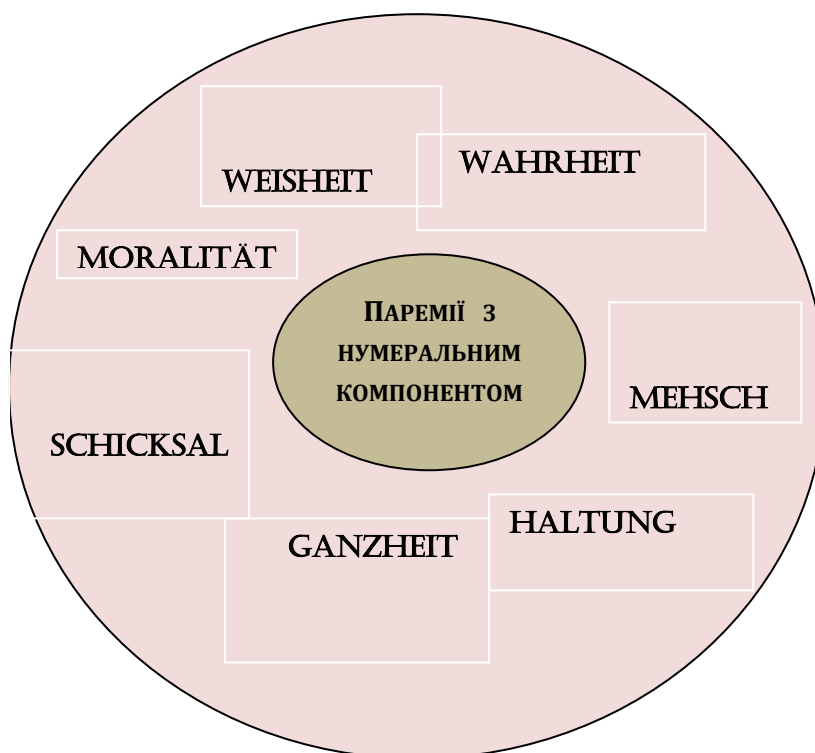 WEISHEIT
WAHRHEIT
MORALITÄT
ПАРЕМІЇ З
НУМЕРАЛЬНИМ
КОМПОНЕНТОМ
MEHSCH
SCHICKSAL
HALTUNG
GANZHEIT